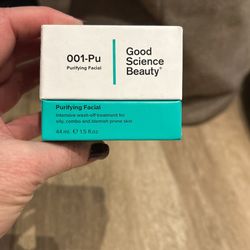 001-Pu
Purifying Facial
Good
Science
Beauty®
Purifying Facial
Intensive wash-off treatment for
oily, combo and blemish prone skin
44 mL ℮ 1.5 fl.oz